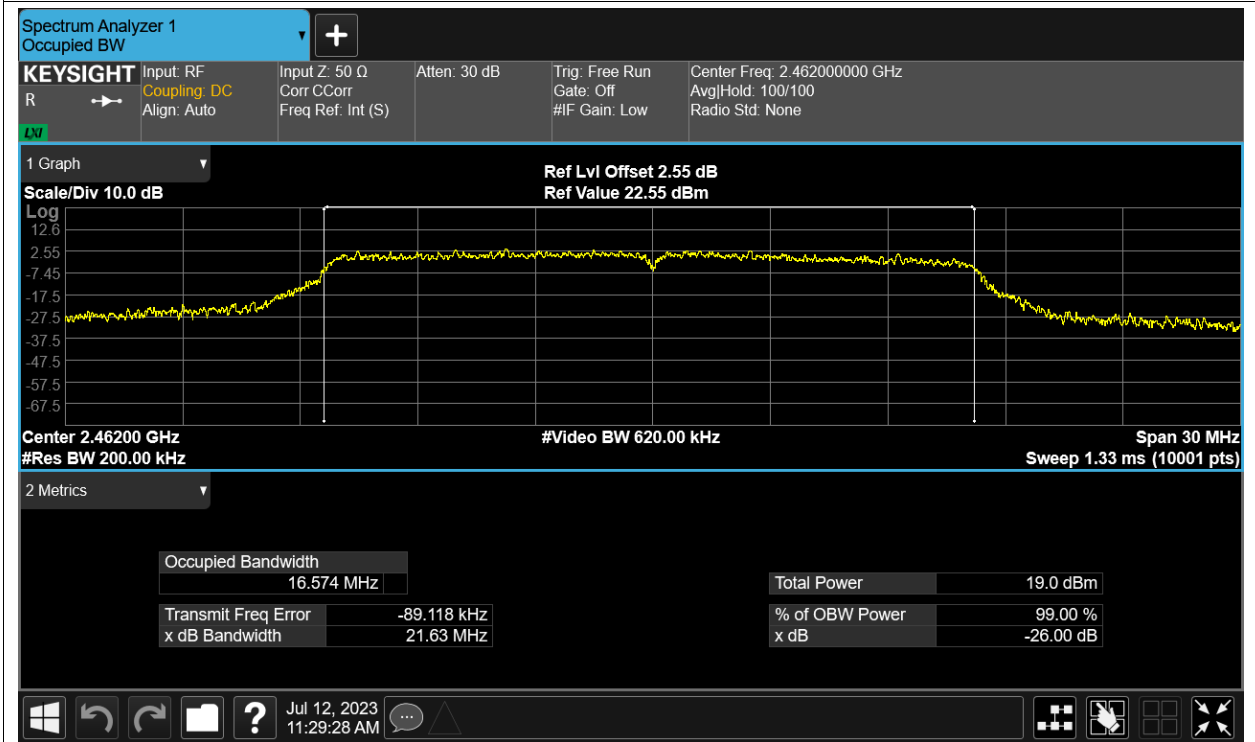 Spectrum Analyzer 1
Occupied BW
KEYSIGHT
R
LXI
Input: RF
Coupling: DC
Align: Auto
Input Z: 50 Ω
Corr CCorr
Freq Ref: Int (S)
Atten: 30 dB
Trig: Free Run
Gate: Off
#IF Gain: Low
Center Freq: 2.462000000 GHz
Avg|Hold: 100/100
Radio Std: None
1 Graph
Ref Lvl Offset 2.55 dB
Scale/Div 10.0 dB
Ref Value 22.55 dBm
Log
12.6
2.55
-7.45
-17.5
-27.5
-37.5
-47.5
-57.5
-67.5
Center 2.46200 GHz
#Video BW 620.00 kHz
Span 30 MHz
#Res BW 200.00 kHz
Sweep 1.33 ms (10001 pts)
2 Metrics
Occupied Bandwidth
16.574 MHz
Transmit Freq Error -89.118 kHz
x dB Bandwidth 21.63 MHz
Total Power 19.0 dBm
% of OBW Power 99.00 %
x dB -26.00 dB
?
Jul 12, 2023
11:29:28 AM